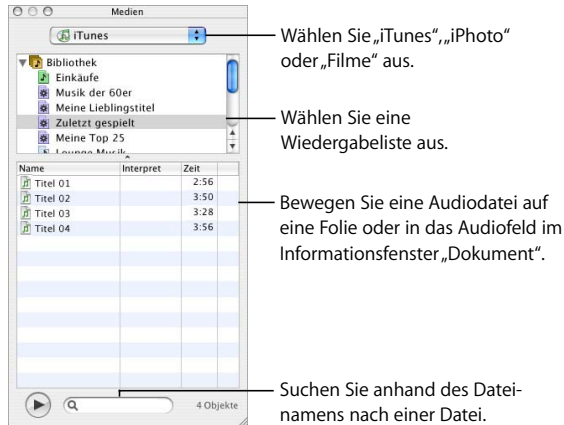 Medien
iTunes
Bibliothek
Einkäufe
Musik der 60er
Meine Lieblingstitel
Zuletzt gespielt
Meine Top 25
Lounge Musik
Name Interpret Zeit
Titel 01 2:56
Titel 02 3:50
Titel 03 3:28
Titel 04 3:56
4 Objekte
Wählen Sie „iTunes“, „iPhoto“
oder „Filme“ aus.
Wählen Sie eine
Wiedergabeliste aus.
Bewegen Sie eine Audiodatei auf
eine Folie oder in das Audiofeld im
Informationsfenster „Dokument“.
Suchen Sie anhand des Datei-
namens nach einer Datei.